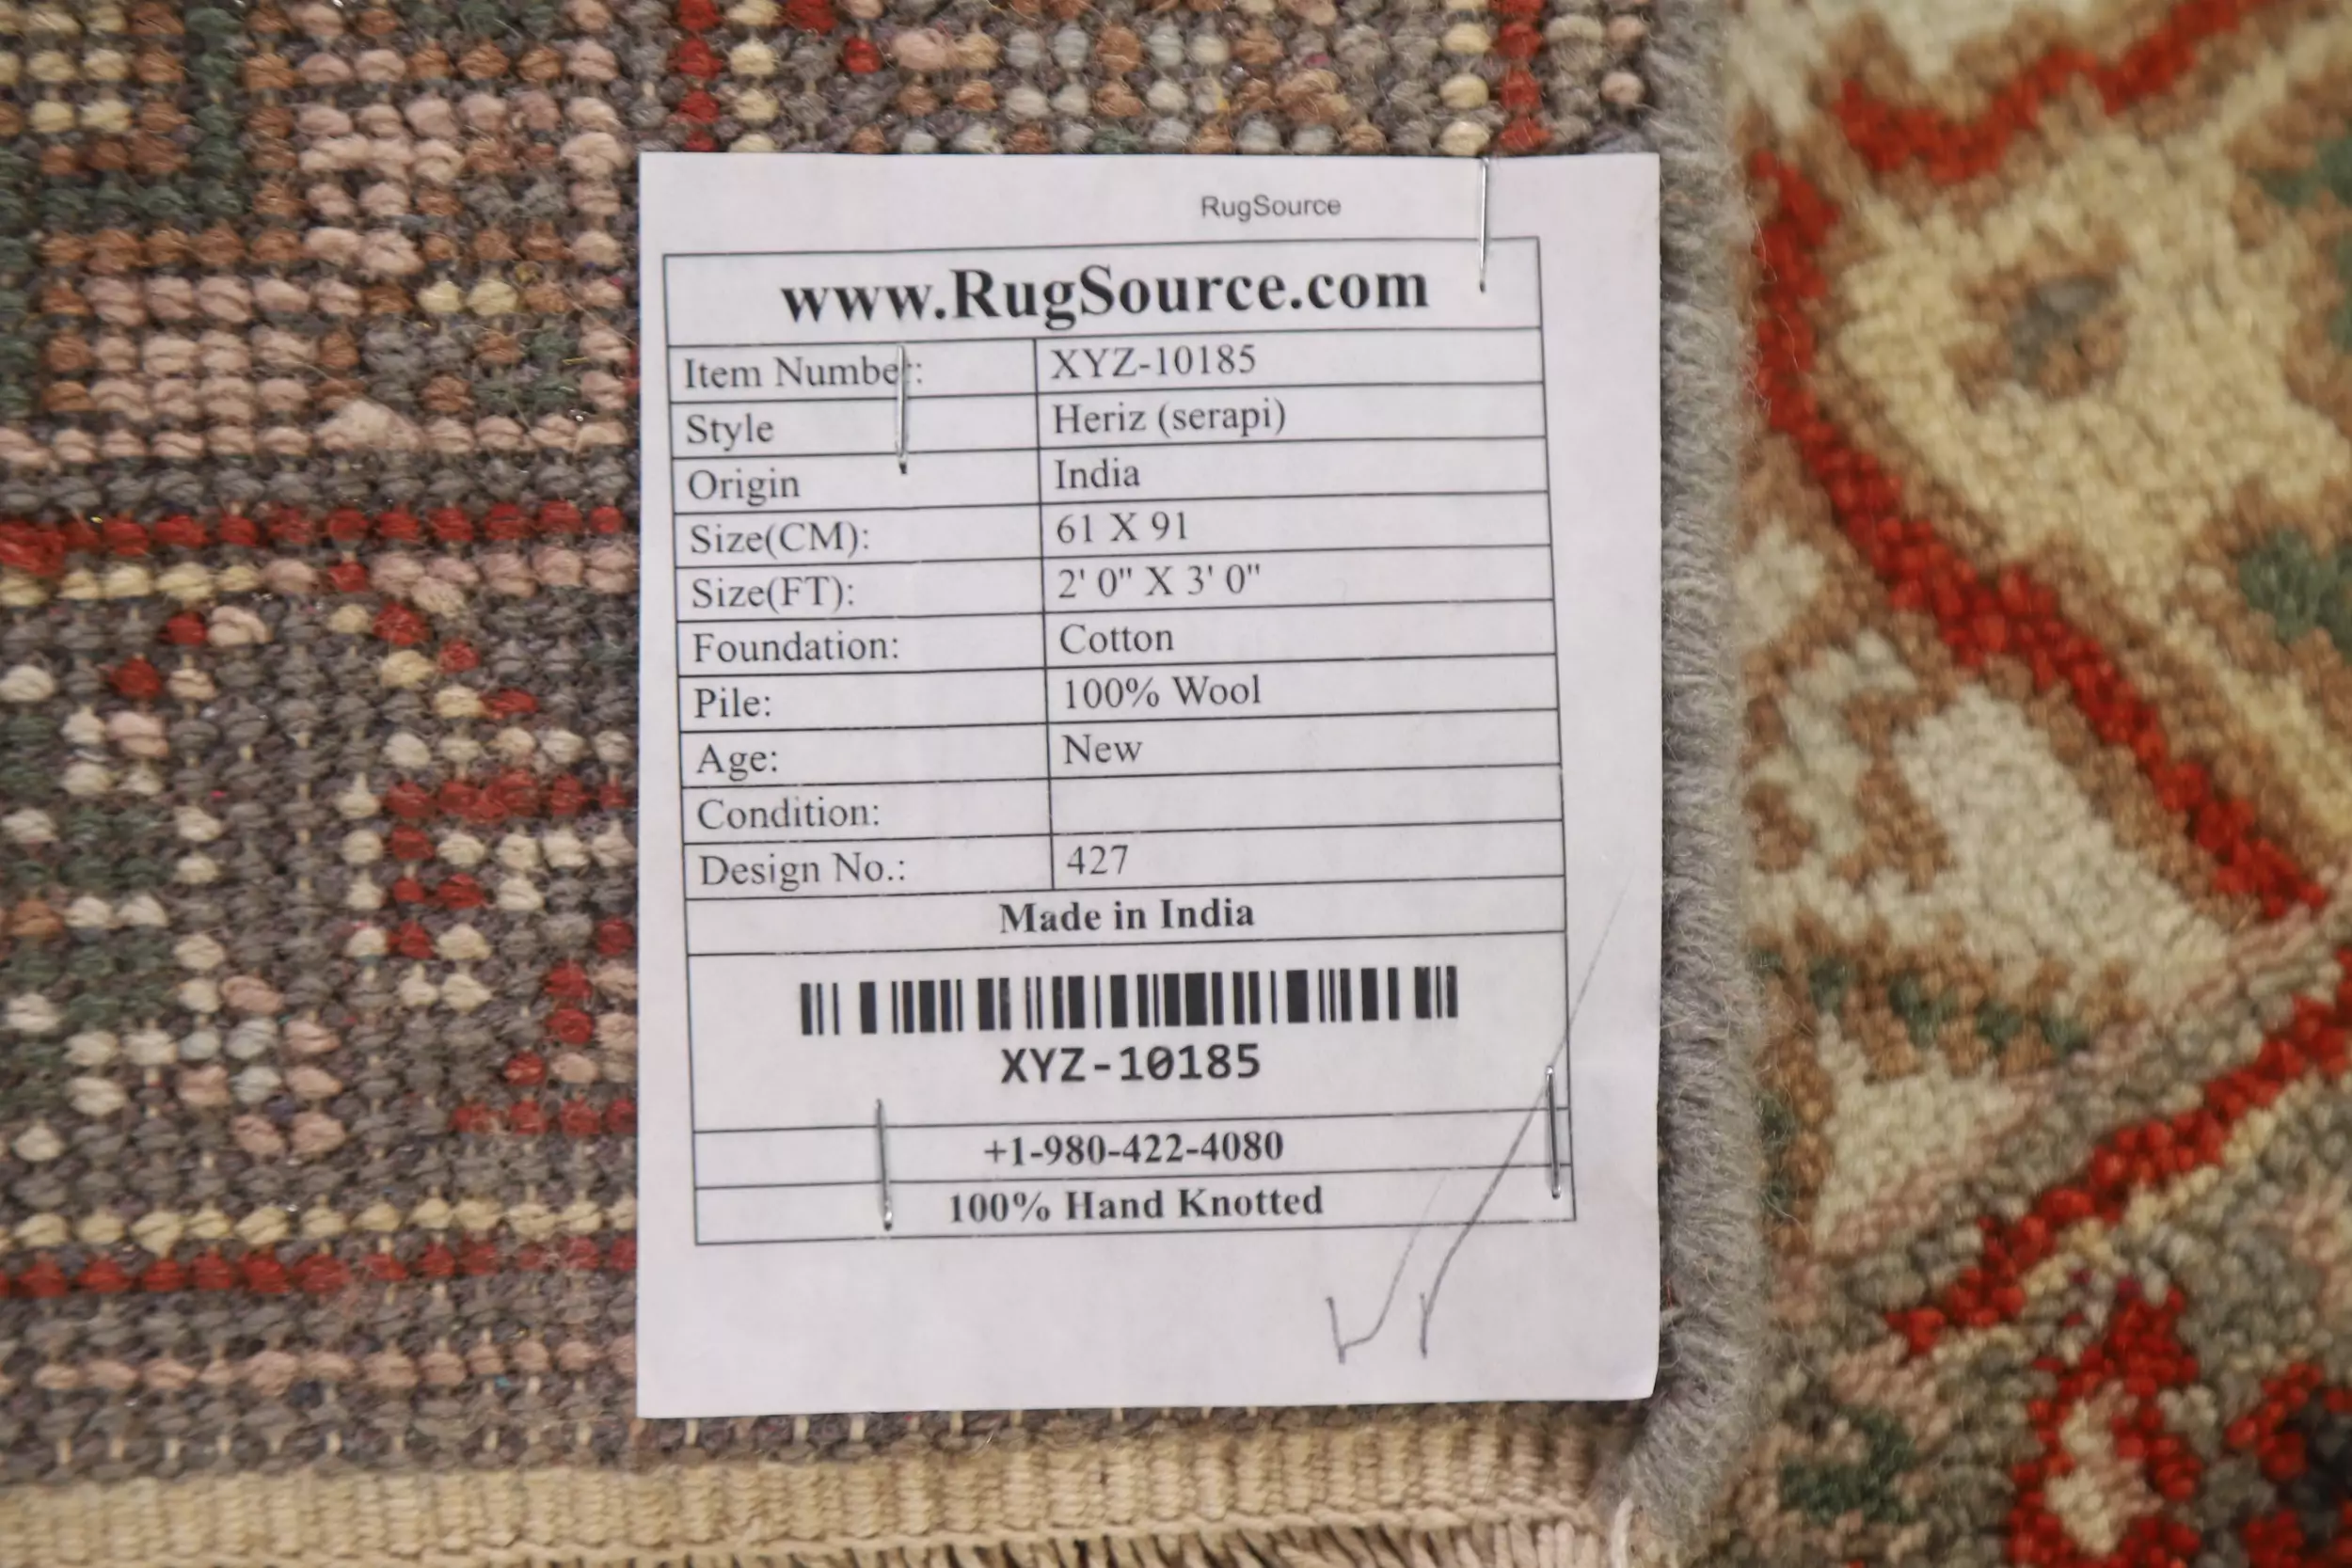 RugSource
www.RugSource.com
Item Number: XYZ-10185
Style Heriz (serapi)
Origin India
Size(CM): 61 X 91
Size(FT): 2' 0" X 3' 0"
Foundation: Cotton
Pile: 100% Wool
Age: New
Condition:
Design No.: 427
Made in India
XYZ-10185
+1-980-422-4080
100% Hand Knotted